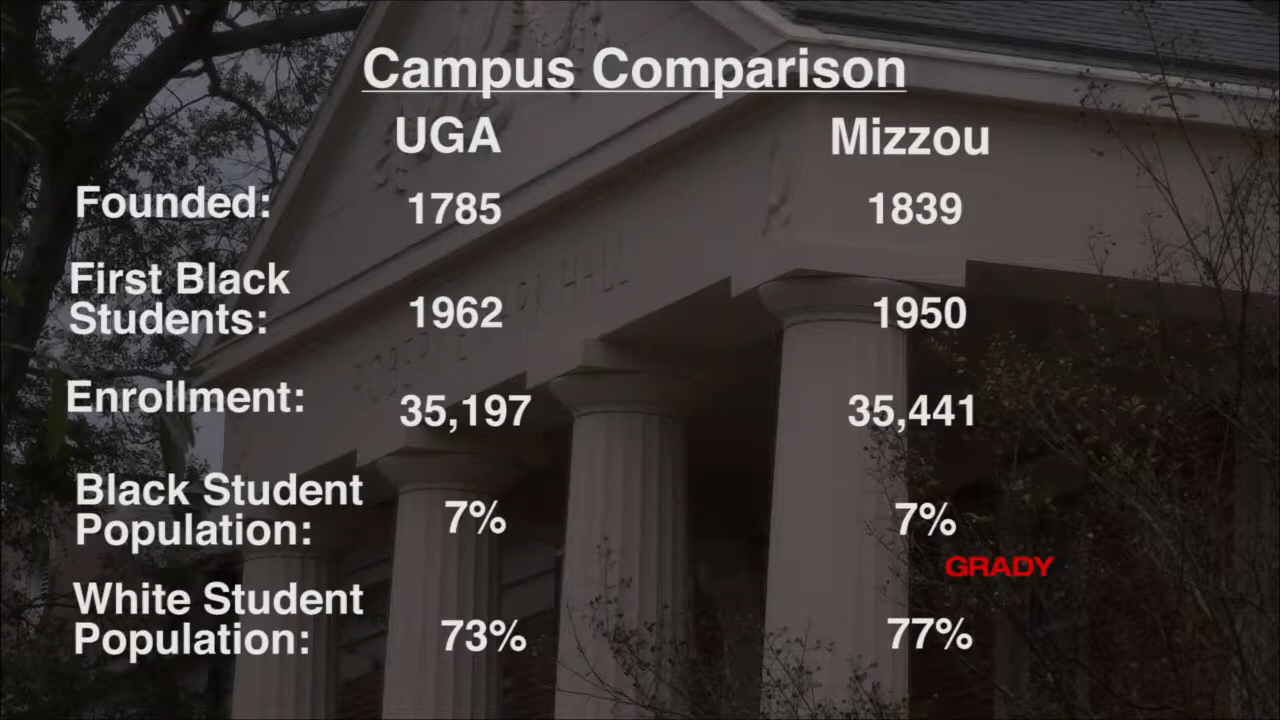 Campus Comparison
UGA Mizzou
Founded: 1785 1839
First Black
Students: 1962 1950
Enrollment: 35,197 35,441
Black Student
Population: 7% 7%
GRADY
White Student
Population: 73% 77%